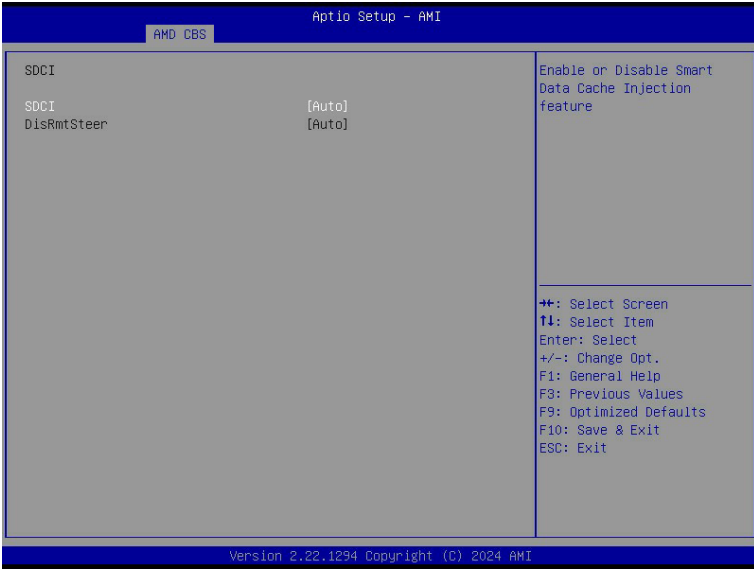 Aptio Setup – AMI
AMD CBS
SDCI
SDCI [Auto]
DisRmtSteer [Auto]
Enable or Disable Smart
Data Cache Injection
feature
→←: Select Screen
↑↓: Select Item
Enter: Select
+/-: Change Opt.
F1: General Help
F3: Previous Values
F9: Optimized Defaults
F10: Save & Exit
ESC: Exit
Version 2.22.1294 Copyright (C) 2024 AMI